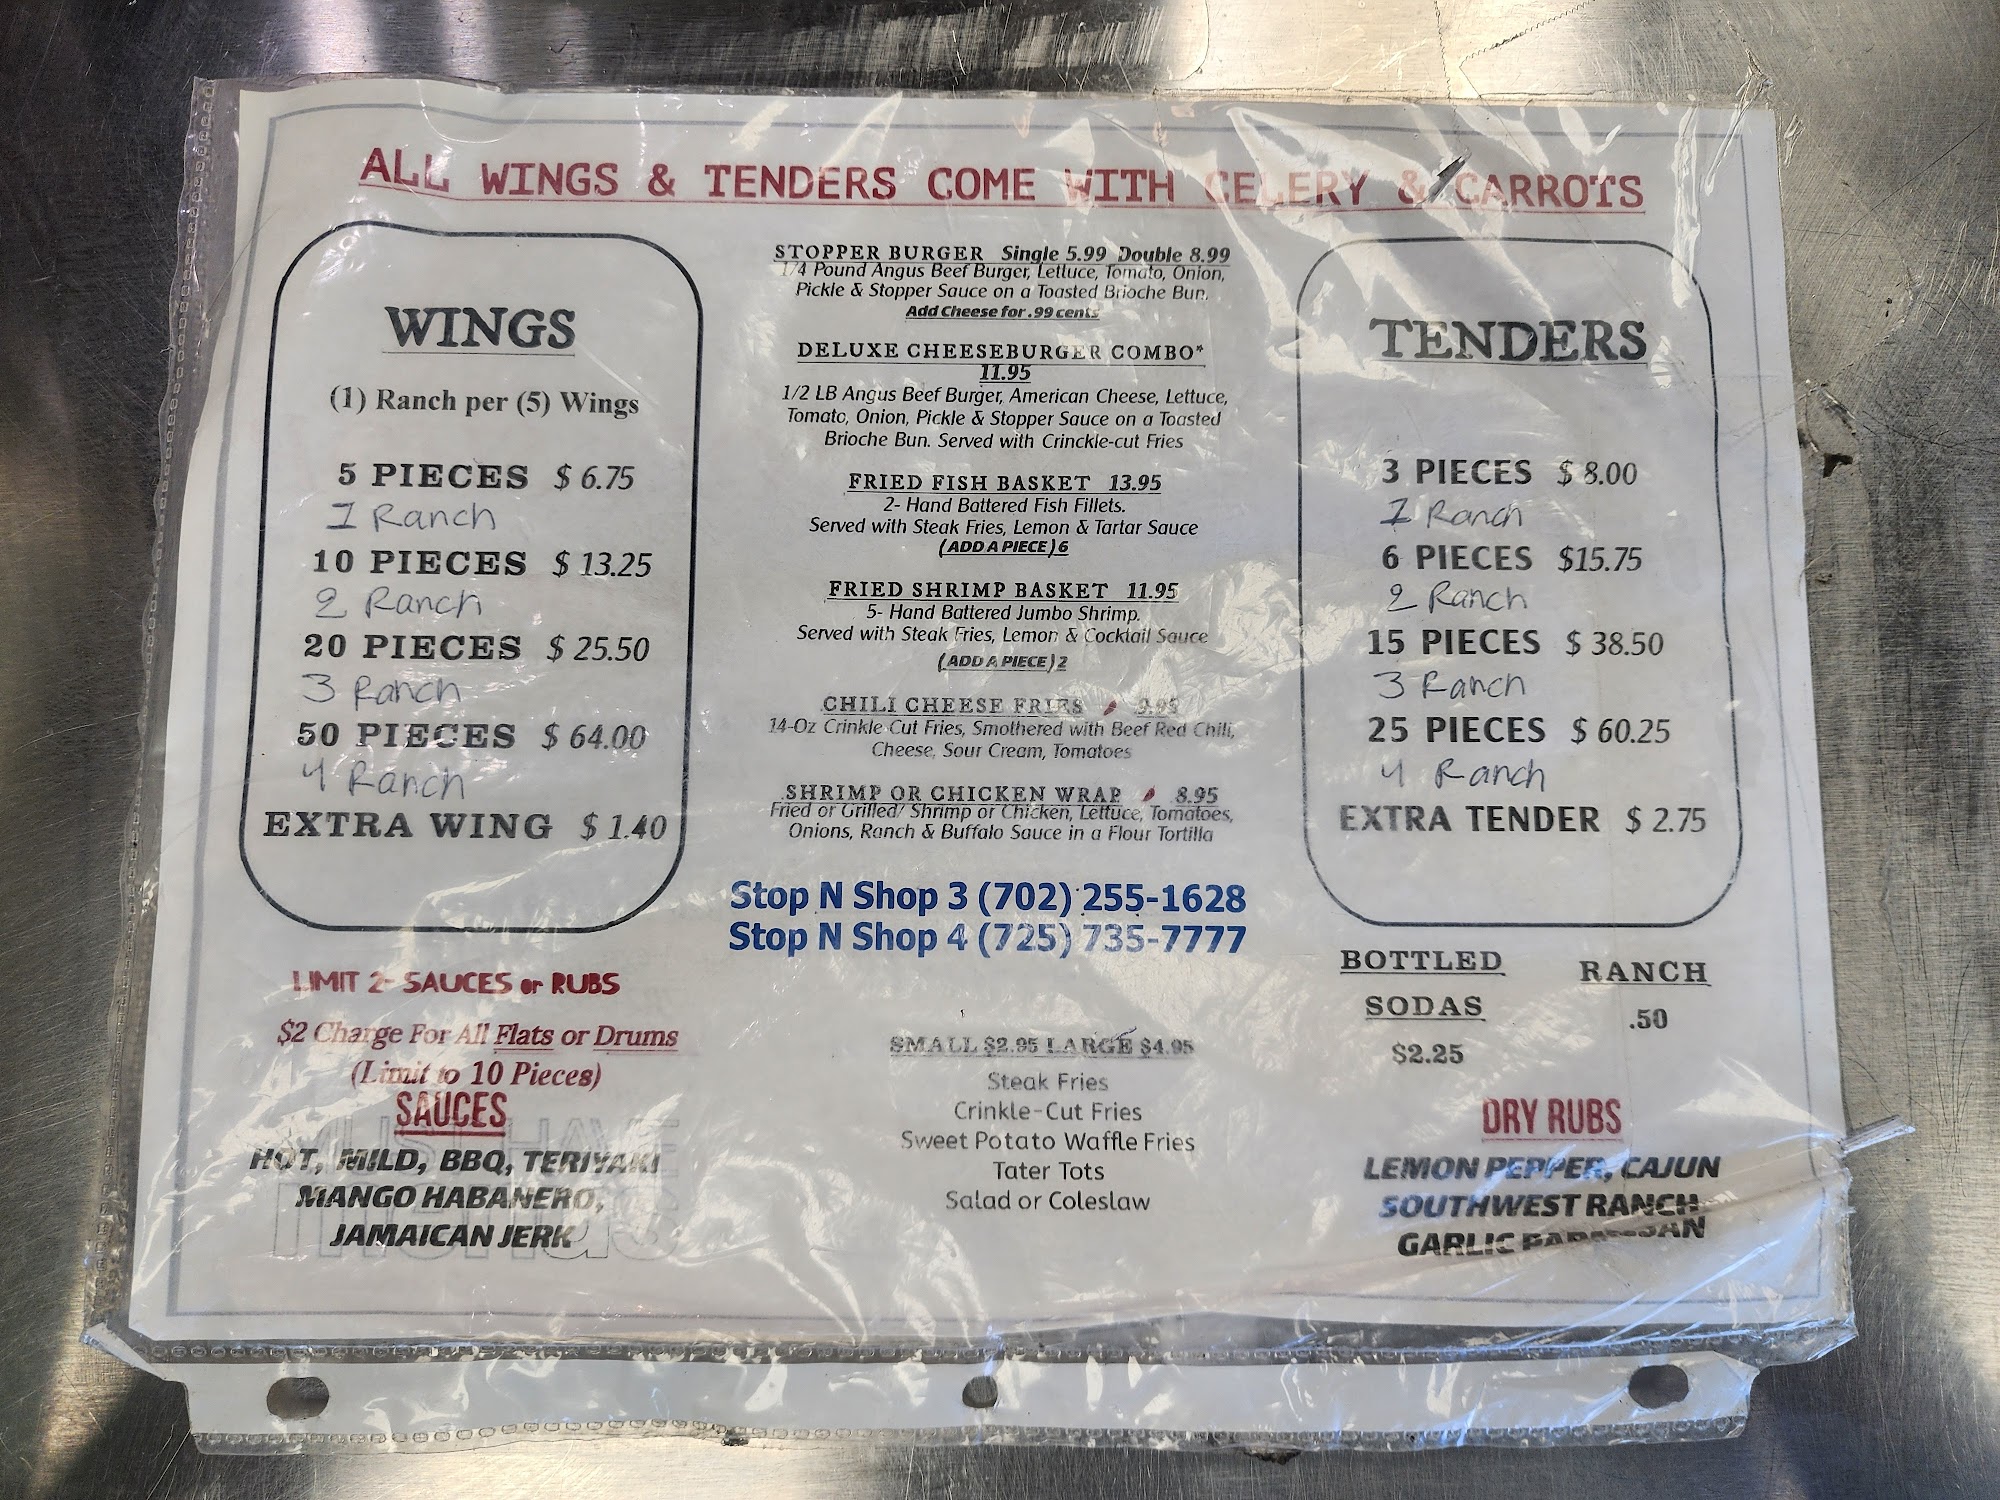 ALL WINGS & TENDERS COME WITH CELERY & CARROTS
WINGS
(1) Ranch per (5) Wings
5 PIECES $ 6.75
1 Ranch
10 PIECES $ 13.25
2 Ranch
20 PIECES $ 25.50
3 Ranch
50 PIECES $ 64.00
4 Ranch
EXTRA WING $ 1.40
LIMIT 2- SAUCES or RUBS
$2 Charge For All Flats or Drums
(Limit to 10 Pieces)
SAUCES
HOT, MILD, BBQ, TERIYAKI
MANGO HABANERO,
JAMAICAN JERK
STOPPER BURGER Single 5.99 Double 8.99
1/4 Pound Angus Beef Burger, Lettuce, Tomato, Onion,
Pickle & Stopper Sauce on a Toasted Brioche Bun.
Add Cheese for .99 cents
DELUXE CHEESEBURGER COMBO*
11.95
1/2 LB Angus Beef Burger, American Cheese, Lettuce,
Tomato, Onion, Pickle & Stopper Sauce on a Toasted
Brioche Bun. Served with Crinckle-cut Fries
FRIED FISH BASKET 13.95
2- Hand Battered Fish Fillets.
Served with Steak Fries, Lemon & Tartar Sauce
(ADD A PIECE) 6
FRIED SHRIMP BASKET 11.95
5- Hand Battered Jumbo Shrimp.
Served with Steak Fries, Lemon & Cocktail Sauce
(ADD A PIECE) 2
CHILI CHEESE FRIES 9.95
14-Oz Crinkle Cut Fries, Smothered with Beef Red Chili,
Cheese, Sour Cream, Tomatoes
SHRIMP OR CHICKEN WRAP 8.95
Fried or Grilled/ Shrimp or Chicken, Lettuce, Tomatoes,
Onions, Ranch & Buffalo Sauce in a Flour Tortilla
Stop N Shop 3 (702) 255-1628
Stop N Shop 4 (725) 735-7777
SMALL $2.95 LARGE $4.95
Steak Fries
Crinkle-Cut Fries
Sweet Potato Waffle Fries
Tater Tots
Salad or Coleslaw
TENDERS
3 PIECES $ 8.00
1 Ranch
6 PIECES $15.75
2 Ranch
15 PIECES $ 38.50
3 Ranch
25 PIECES $ 60.25
4 Ranch
EXTRA TENDER $ 2.75
BOTTLED
SODAS
$2.25
RANCH
.50
DRY RUBS
LEMON PEPPER, CAJUN
SOUTHWEST RANCH
GARLIC PARMESAN